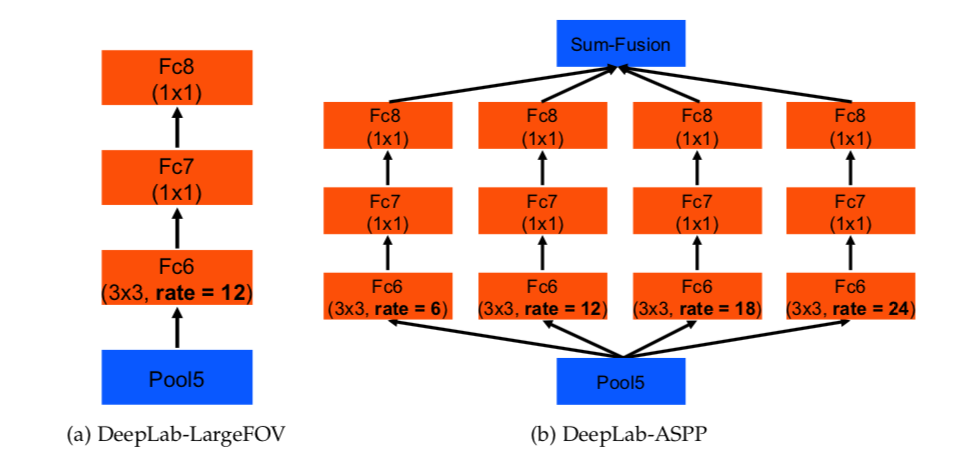 Fc8
(1x1)
Fc7
(1x1)
Fc6
(3x3, rate = 12)
Pool5
(a) DeepLab-LargeFOV
Sum-Fusion
Fc8
(1x1)
Fc8
(1x1)
Fc8
(1x1)
Fc8
(1x1)
Fc7
(1x1)
Fc7
(1x1)
Fc7
(1x1)
Fc7
(1x1)
Fc6
(3x3, rate = 6)
Fc6
(3x3, rate = 12)
Fc6
(3x3, rate = 18)
Fc6
(3x3, rate = 24)
Pool5
(b) DeepLab-ASPP